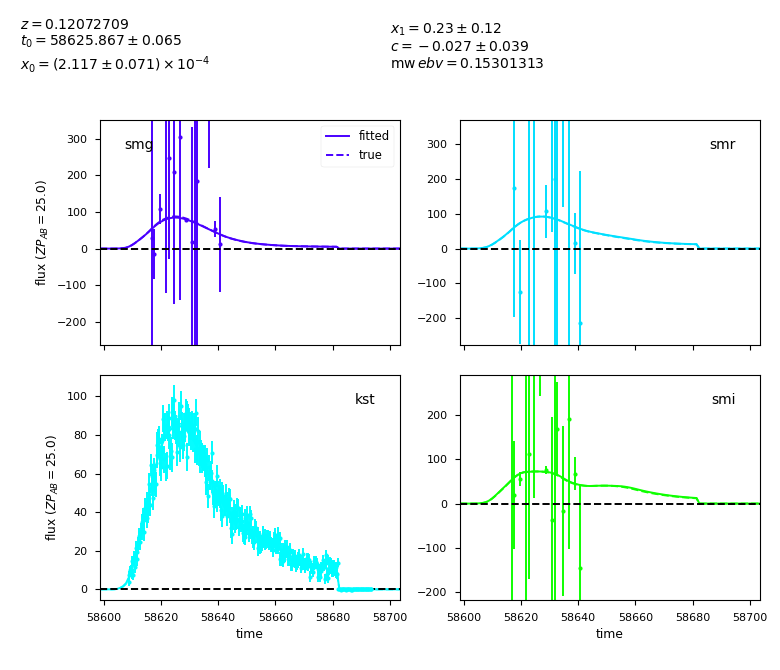 z = 0.12072709
t₀ = 58625.867 ± 0.065
x₀ = (2.117 ± 0.071) × 10⁻⁴
x₁ = 0.23 ± 0.12
c = −0.027 ± 0.039
mw ebv = 0.15301313
smg
fitted
true
300
200
100
0
−100
−200
flux (ZP_AB = 25.0)
smr
300
200
100
0
−100
−200
kst
100
80
60
40
20
0
flux (ZP_AB = 25.0)
58600 58620 58640 58660 58680 58700
time
smi
200
100
0
−100
−200
58600 58620 58640 58660 58680 58700
time